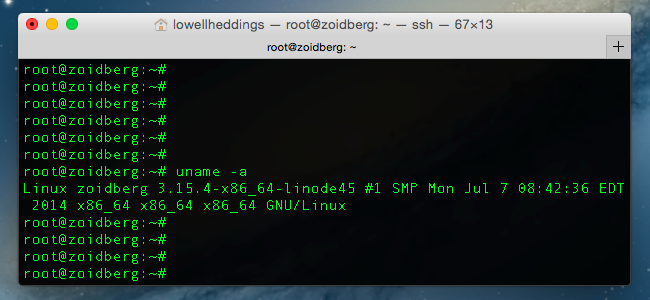 lowellheddings — root@zoidberg: ~ — ssh — 67×13
root@zoidberg: ~
+
root@zoidberg:~#
root@zoidberg:~#
root@zoidberg:~#
root@zoidberg:~#
root@zoidberg:~#
root@zoidberg:~#
root@zoidberg:~# uname -a
Linux zoidberg 3.15.4-x86_64-linode45 #1 SMP Mon Jul 7 08:42:36 EDT
2014 x86_64 x86_64 x86_64 GNU/Linux
root@zoidberg:~#
root@zoidberg:~#
root@zoidberg:~#
root@zoidberg:~#